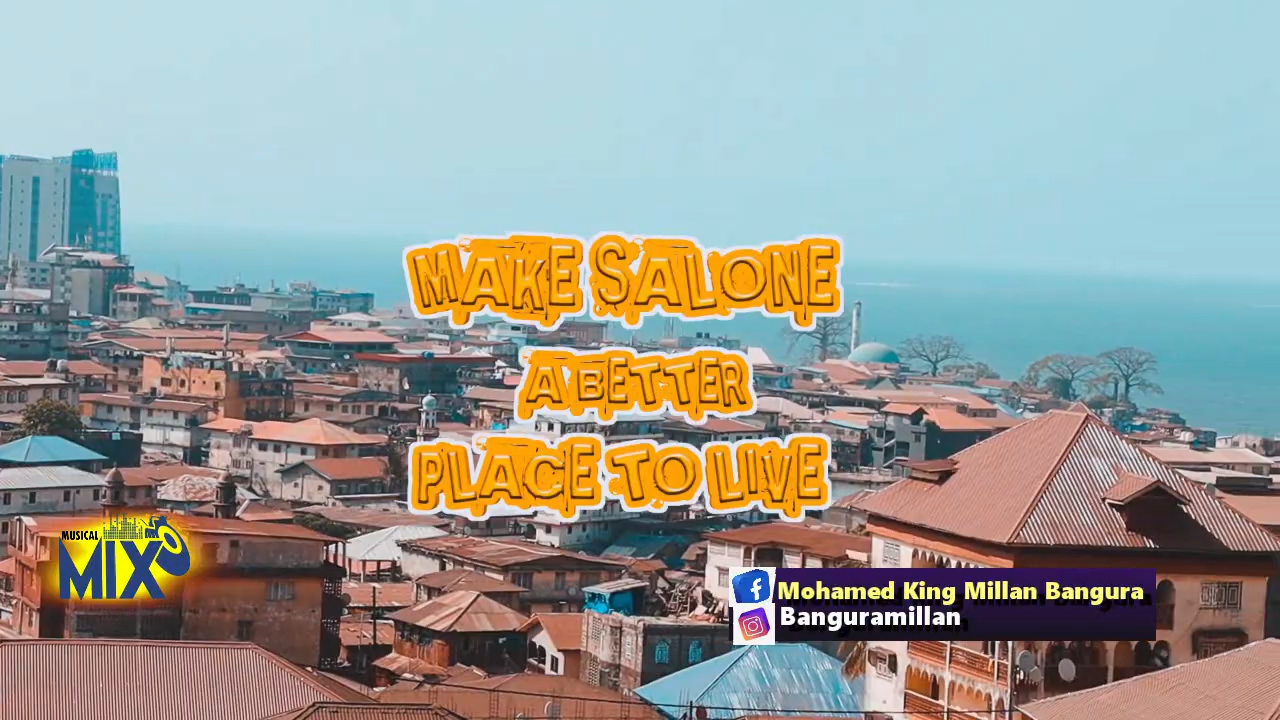 MAKE SALONE
A BETTER
PLACE TO LIVE
MUSICAL
MIX
Mohamed King Millan Bangura
Banguramillan